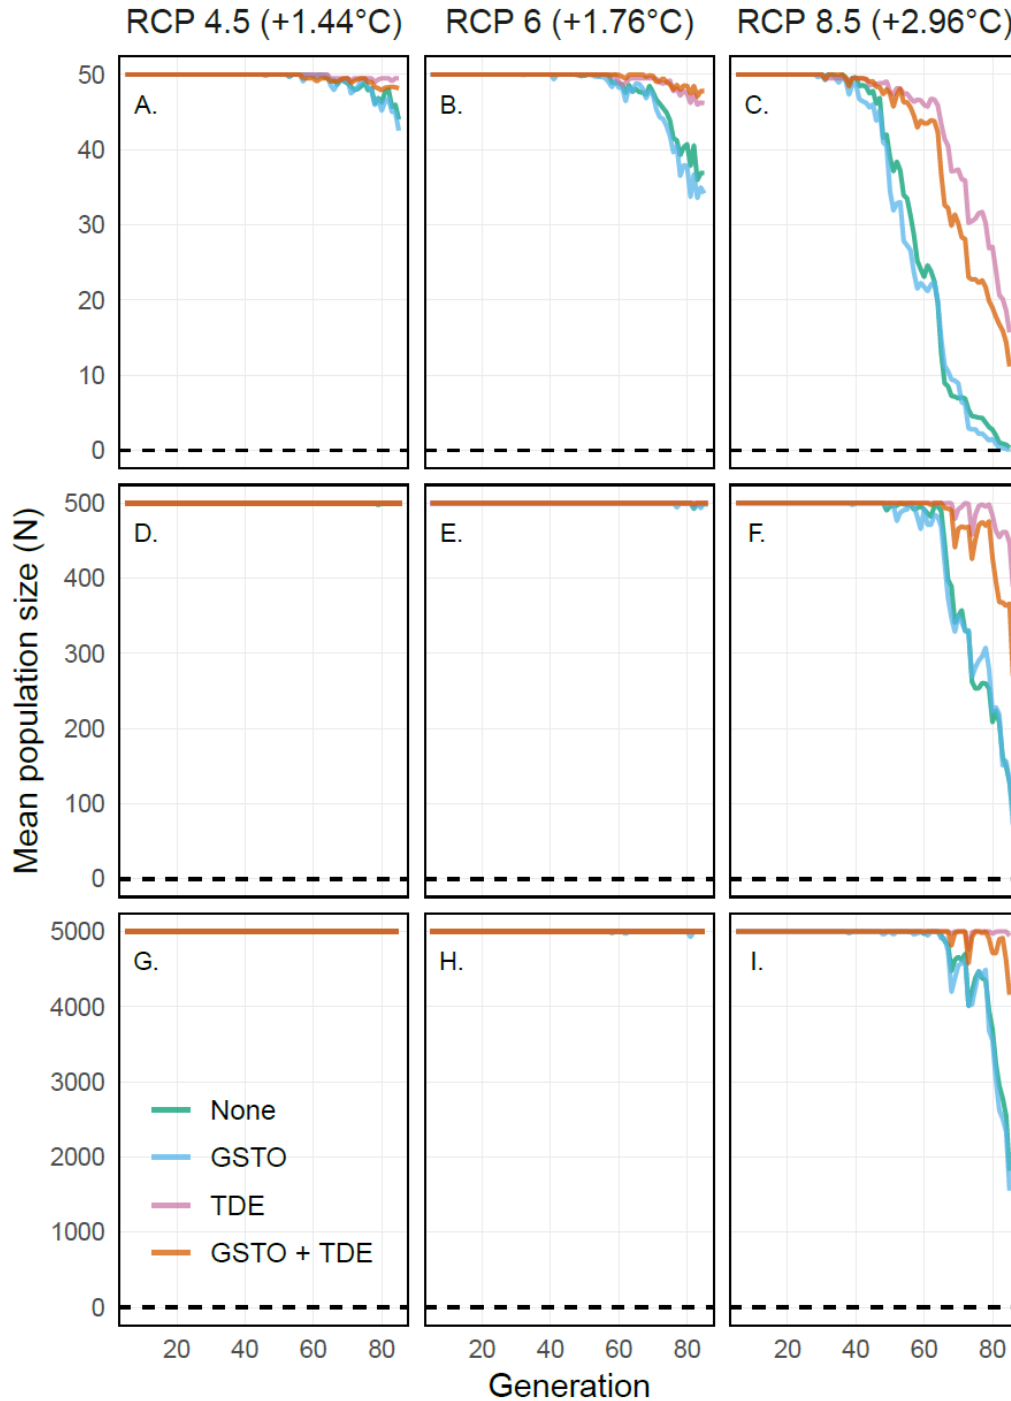 RCP 4.5 (+1.44°C) RCP 6 (+1.76°C) RCP 8.5 (+2.96°C)
Mean population size (N)
50
40
30
20
10
0
A. B. C.
500
400
300
200
100
0
D. E. F.
5000
4000
3000
2000
1000
0
G. H. I.
None
GSTO
TDE
GSTO + TDE
20 40 60 80 20 40 60 80 20 40 60 80
Generation